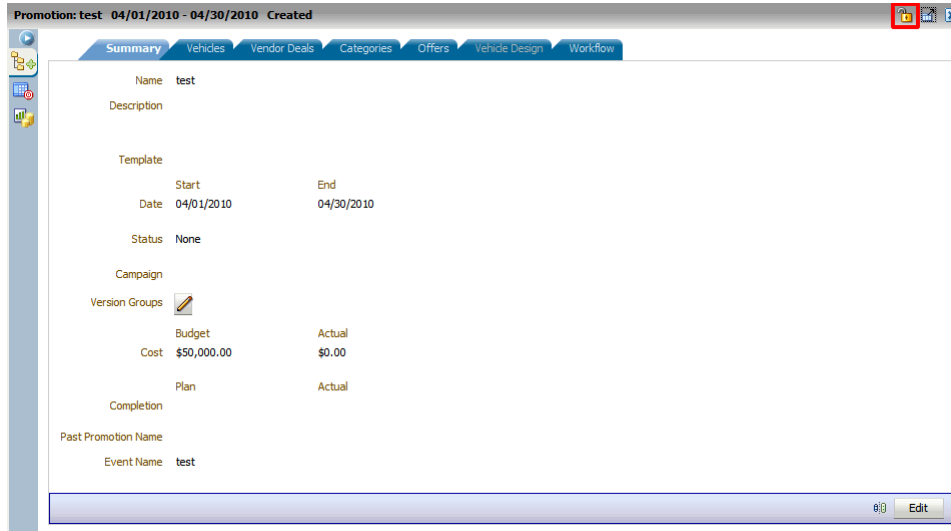 Promotion: test 04/01/2010 - 04/30/2010 Created
Summary Vehicles Vendor Deals Categories Offers Vehicle Design Workflow
Name test
Description
Template
Start End
Date 04/01/2010 04/30/2010
Status None
Campaign
Version Groups
Budget Actual
Cost $50,000.00 $0.00
Plan Actual
Completion
Past Promotion Name
Event Name test
Edit